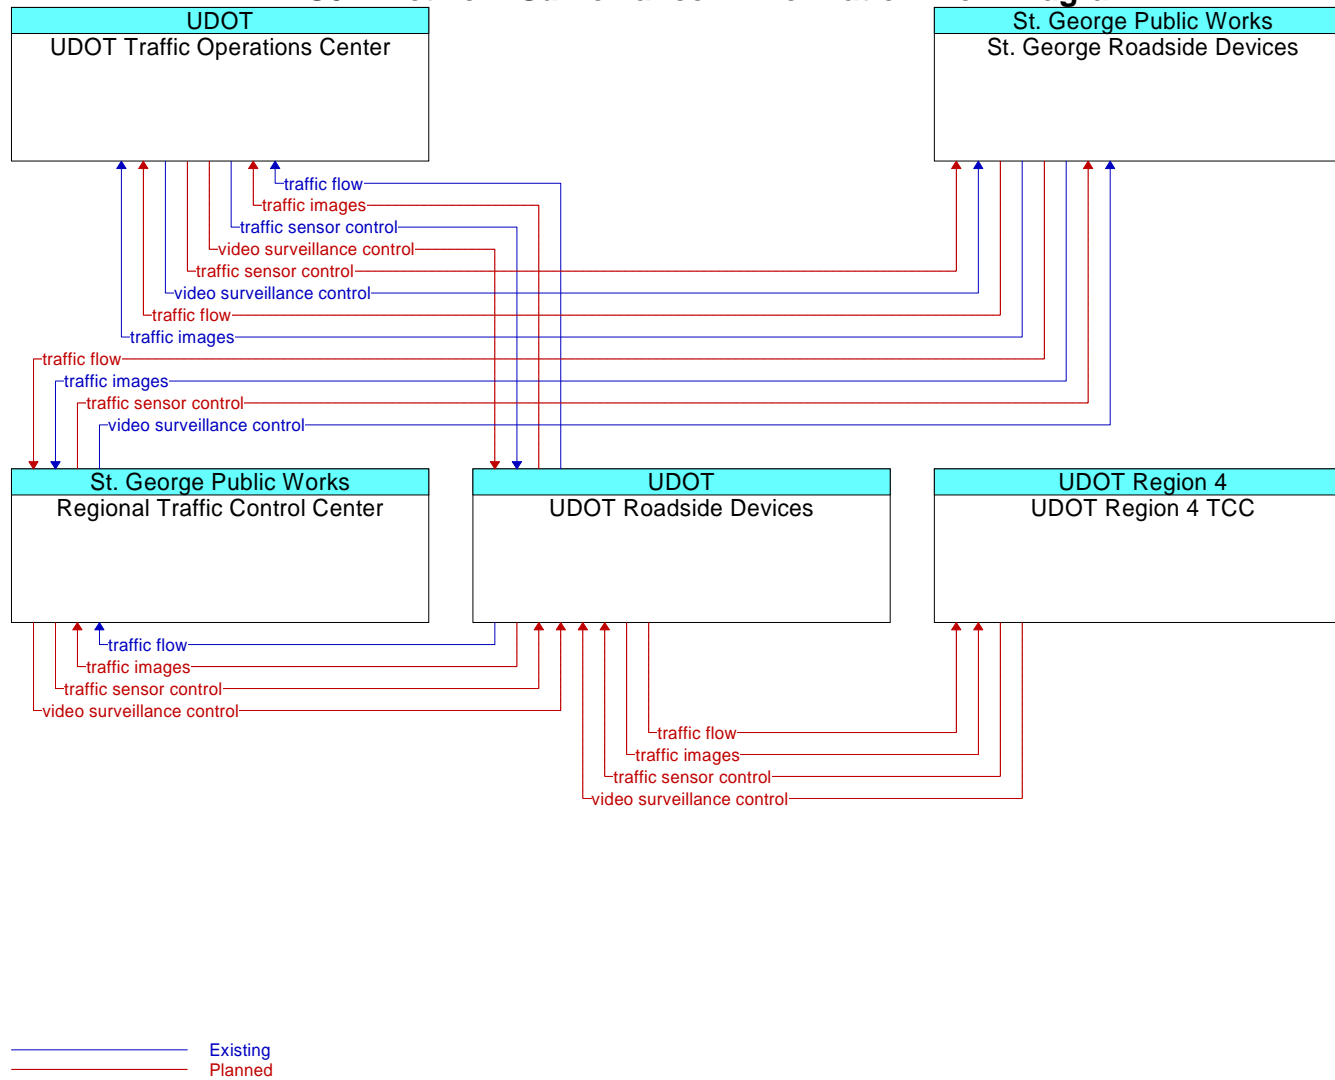 UDOT
UDOT Traffic Operations Center
St. George Public Works
St. George Roadside Devices
traffic flow
traffic images
traffic sensor control
video surveillance control
traffic sensor control
video surveillance control
traffic flow
traffic images
traffic flow
traffic images
traffic sensor control
video surveillance control
St. George Public Works
Regional Traffic Control Center
UDOT
UDOT Roadside Devices
UDOT Region 4
UDOT Region 4 TCC
traffic flow
traffic images
traffic sensor control
video surveillance control
traffic flow
traffic images
traffic sensor control
video surveillance control
Existing
Planned